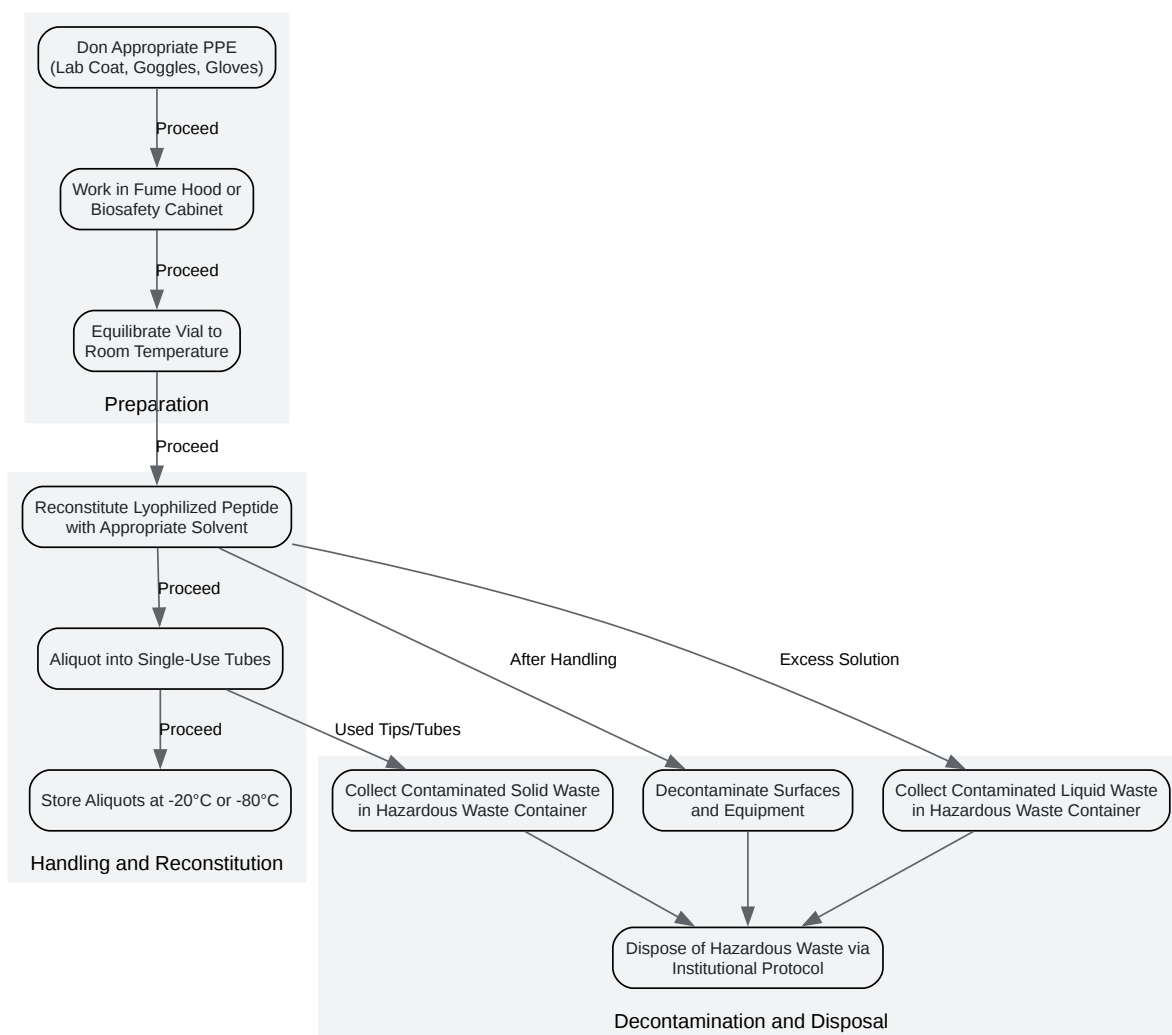 Don Appropriate PPE
(Lab Coat, Goggles, Gloves)
Proceed
Work in Fume Hood or
Biosafety Cabinet
Proceed
Equilibrate Vial to
Room Temperature
Preparation
Proceed
Reconstitute Lyophilized Peptide
with Appropriate Solvent
Proceed
Aliquot into Single-Use Tubes
After Handling
Excess Solution
Proceed
Used Tips/Tubes
Store Aliquots at -20°C or -80°C
Handling and Reconstitution
Collect Contaminated Solid Waste
in Hazardous Waste Container
Decontaminate Surfaces
and Equipment
Collect Contaminated Liquid Waste
in Hazardous Waste Container
Dispose of Hazardous Waste via
Institutional Protocol
Decontamination and Disposal